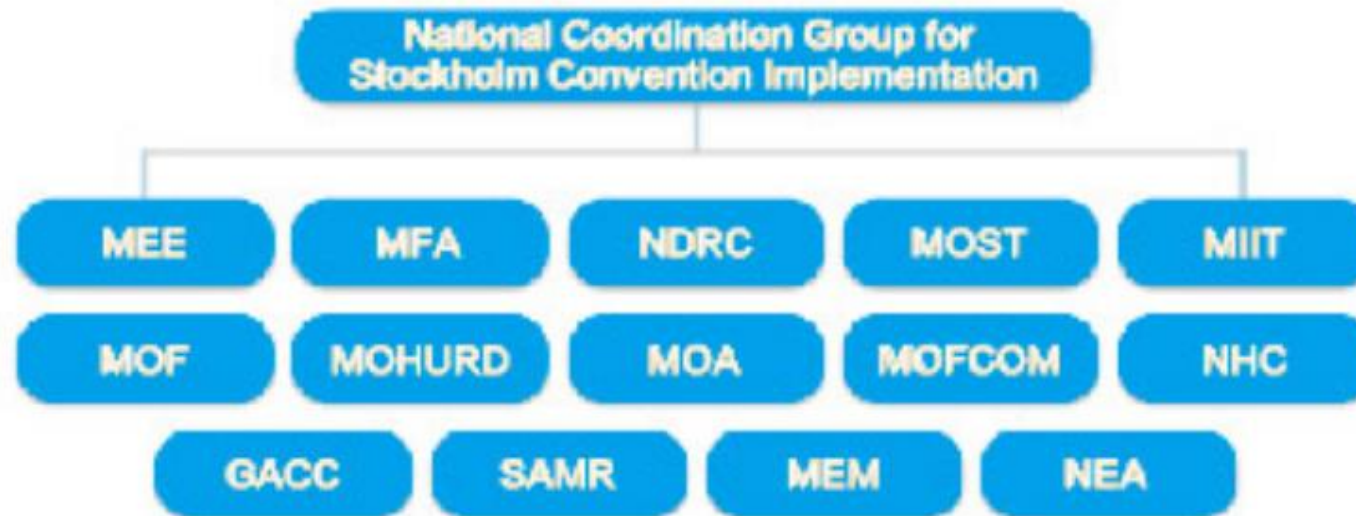 National Coordination Group for
Stockholm Convention Implementation
MEE MFA NDRC MOST MIIT
MOF MOHURD MOA MOFCOM NHC
GACC SAMR MEM NEA